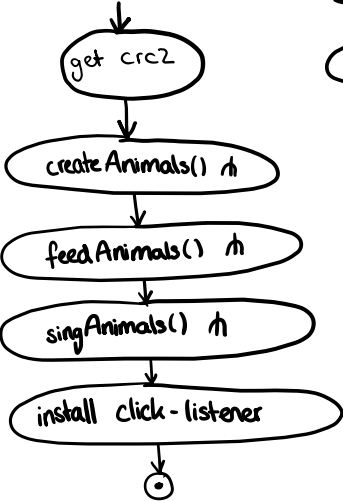 get crc2
createAnimals()
feedAnimals()
singAnimals()
install click-listener